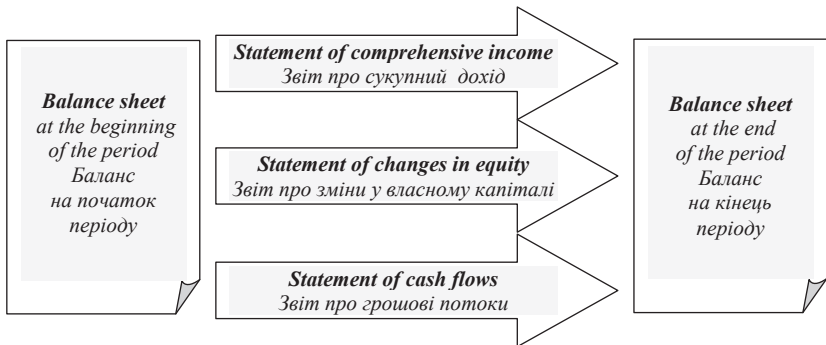 Balance sheet
at the beginning
of the period
Баланс
на початок
періоду
Statement of comprehensive income
Звіт про сукупний дохід
Statement of changes in equity
Звіт про зміни у власному капіталі
Statement of cash flows
Звіт про грошові потоки
Balance sheet
at the end
of the period
Баланс
на кінець
періоду